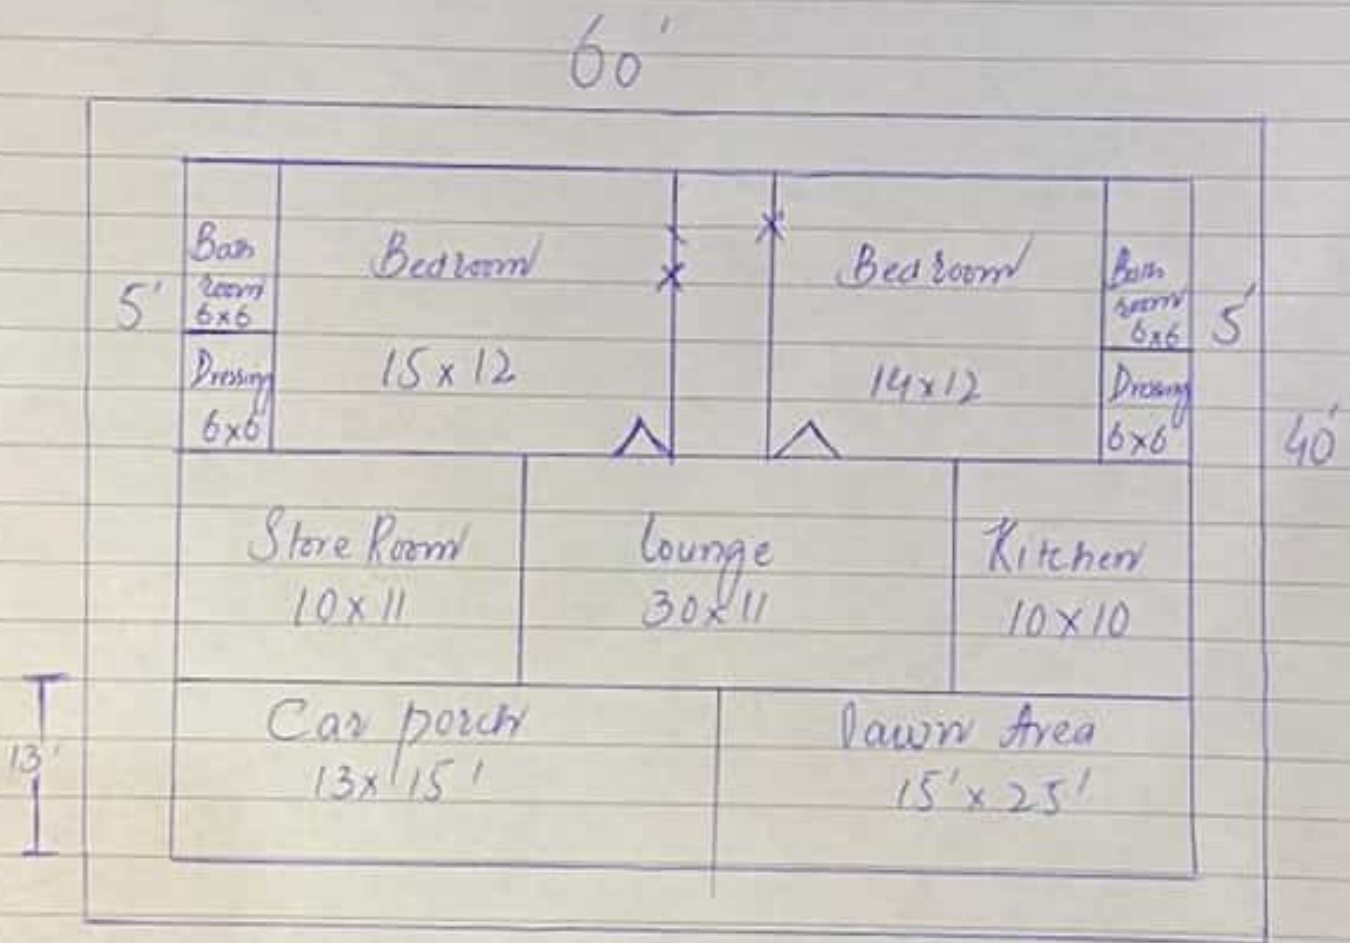 60'
Bath
room
6x6
Bedroom
15 x 12
Bedroom
14x12
Bath
room
6x6
5'
5'
Dressing
6x6
Dressing
6x6
40'
Store Room
10 x 11
lounge
30x11
Kitchen
10 x 10
13'
Car porch
13x 15'
lawn Area
15' x 25'